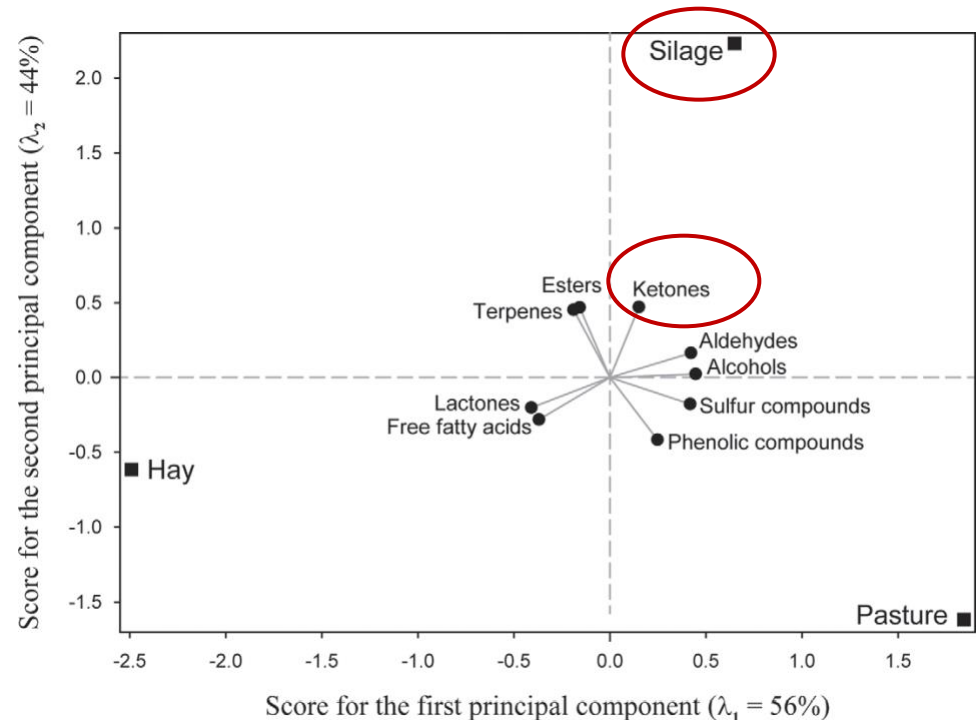 Score for the second principal component (λ₂ = 44%)
2.0
1.5
1.0
0.5
0.0
-0.5
-1.0
-1.5
Silage
Esters
Ketones
Terpenes
Aldehydes
Alcohols
Lactones
Sulfur compounds
Free fatty acids
Phenolic compounds
Hay
Pasture
-2.5 -2.0 -1.5 -1.0 -0.5 0.0 0.5 1.0 1.5
Score for the first principal component (λ₁ = 56%)